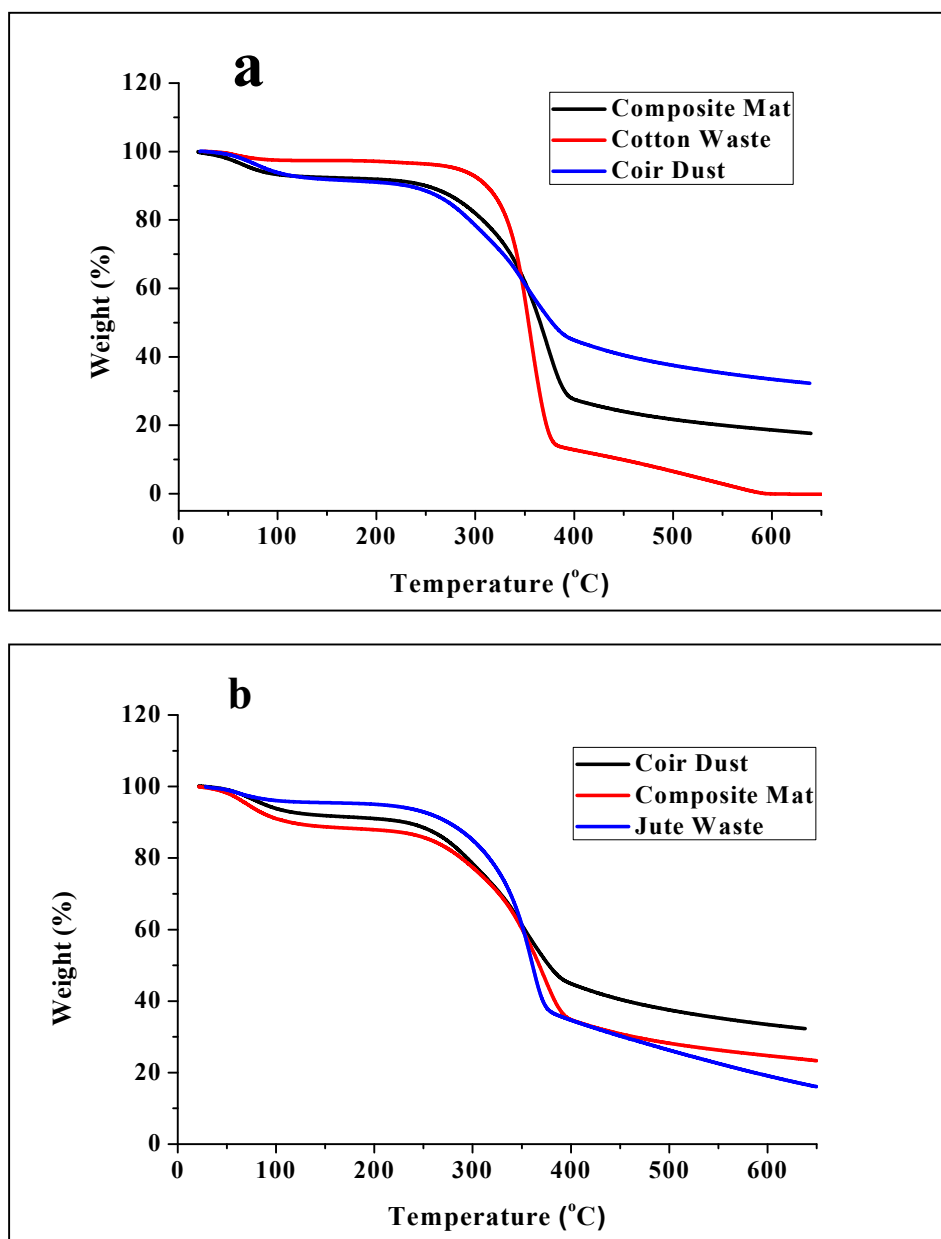 a
120
100
80
60
40
20
0
Weight (%)
Composite Mat
Cotton Waste
Coir Dust
0 100 200 300 400 500 600
Temperature (°C)
b
120
100
80
60
40
20
0
Weight (%)
Coir Dust
Composite Mat
Jute Waste
0 100 200 300 400 500 600
Temperature (°C)